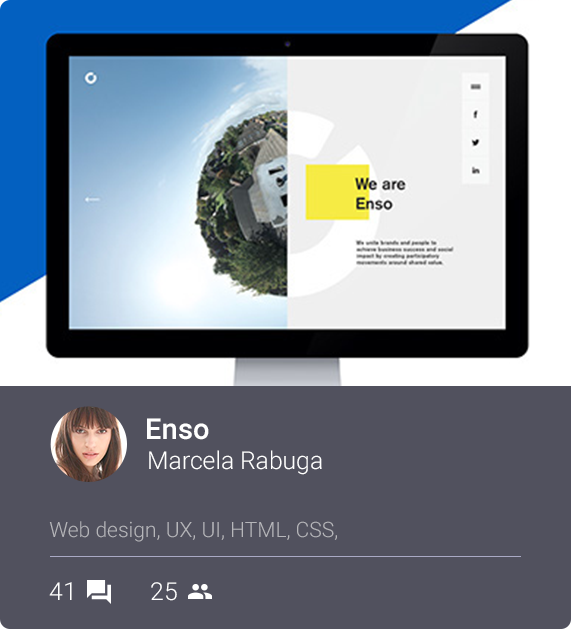 We are
Enso
We unite brands and people to
achieve business success and social
impact by creating participatory
movements around shared value.
f
in
Enso
Marcela Rabuga
Web design, UX, UI, HTML, CSS,
41
25